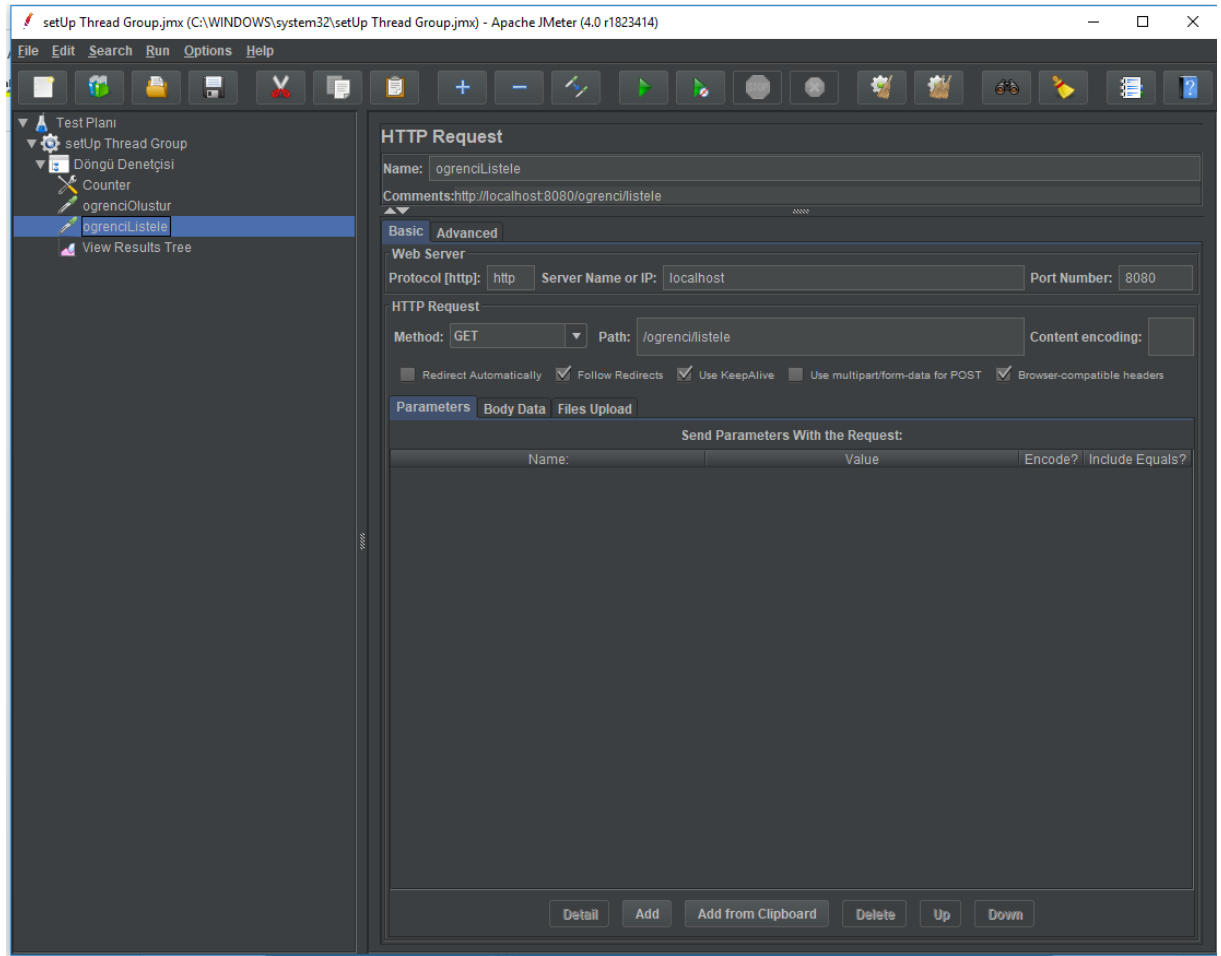 setUp Thread Group.jmx (C:\WINDOWS\system32\setUp Thread Group.jmx) - Apache JMeter (4.0 r1823414)
File Edit Search Run Options Help
STOP
?
Test Planı
setUp Thread Group
Döngü Denetçisi
Counter
ogrenciOlustur
ogrenciListele
View Results Tree
HTTP Request
Name: ogrenciListele
Comments:http://localhost:8080/ogrenci/listele
Basic Advanced
Web Server
Protocol [http]: http Server Name or IP: localhost Port Number: 8080
HTTP Request
Method: GET Path: /ogrenci/listele Content encoding:
Redirect Automatically Follow Redirects Use KeepAlive Use multipart/form-data for POST Browser-compatible headers
Parameters Body Data Files Upload
Send Parameters With the Request:
Name: Value Encode? Include Equals?
Detail Add Add from Clipboard Delete Up Down